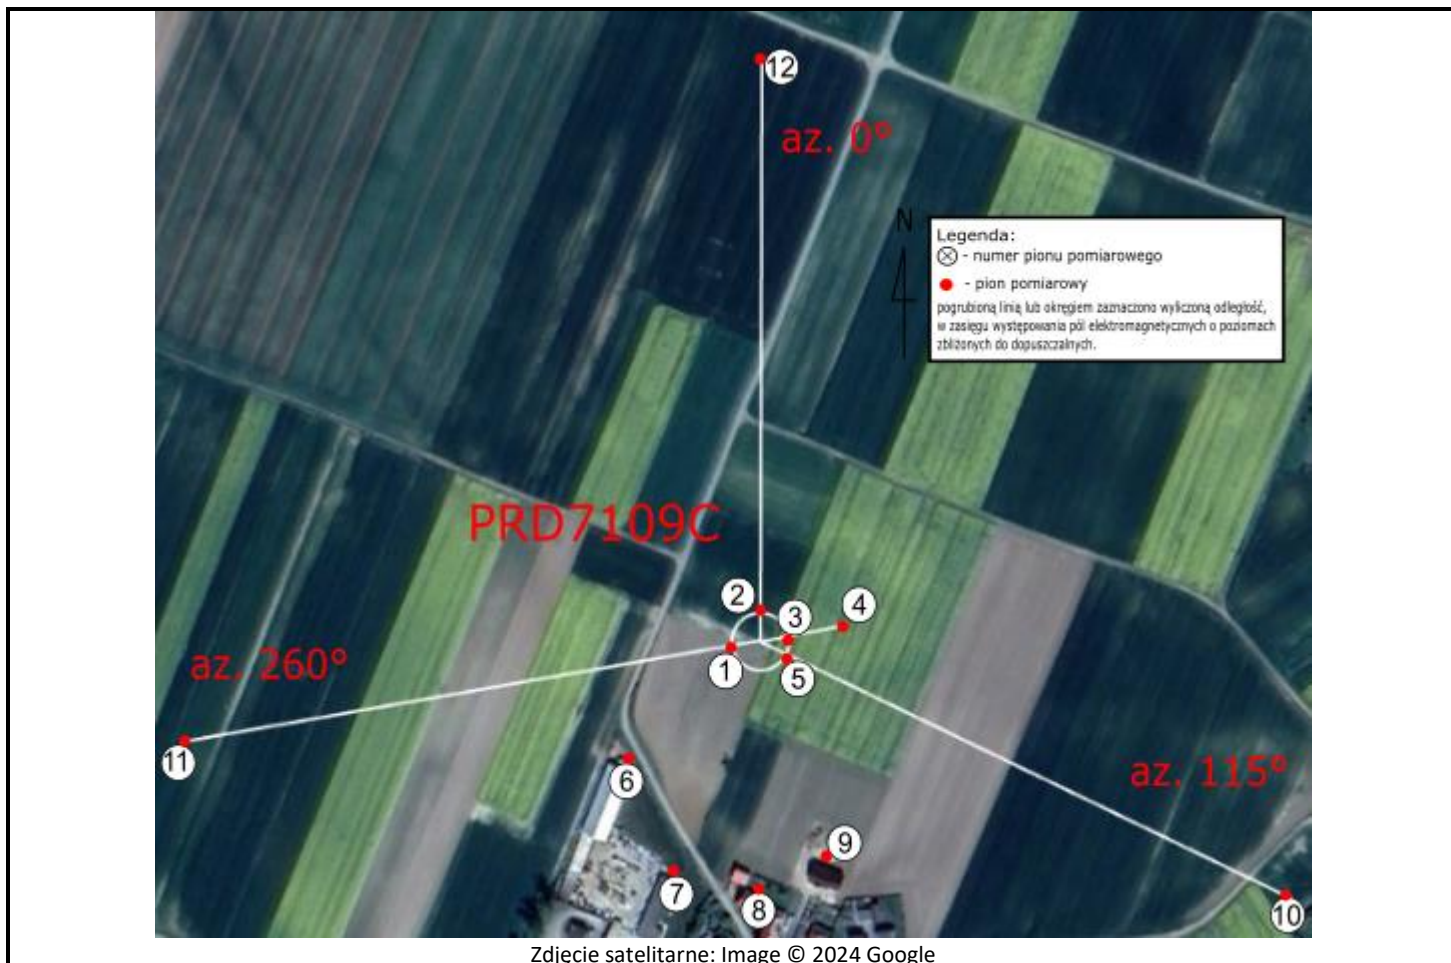 12
az. 0°
N
Legenda:
- numer pionu pomiarowego
- pion pomiarowy
pogrubioną linią lub okręgiem zaznaczono wyliczoną odległość,
w zasięgu występowania pól elektromagnetycznych o poziomach
zbliżonych do dopuszczalnych.
PRD7109C
2
3
4
az. 260°
1
5
11
6
az. 115°
9
7
8
10
Zdjęcie satelitarne: Image © 2024 Google